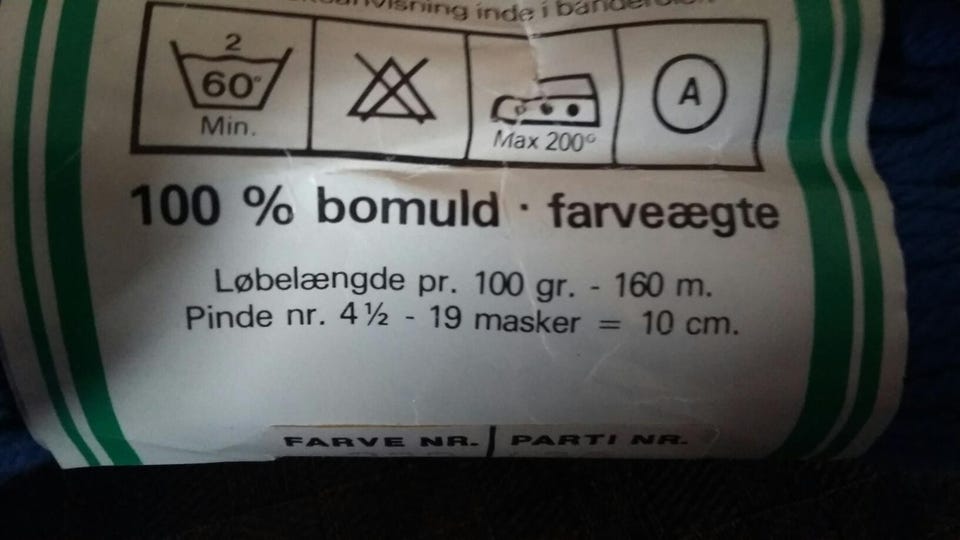 inde i
2
60°
Min.
Max 200°
A
100 % bomuld · farveægte
Løbelængde pr. 100 gr. - 160 m.
Pinde nr. 4½ - 19 masker = 10 cm.
FARVE NR. PARTI NR.